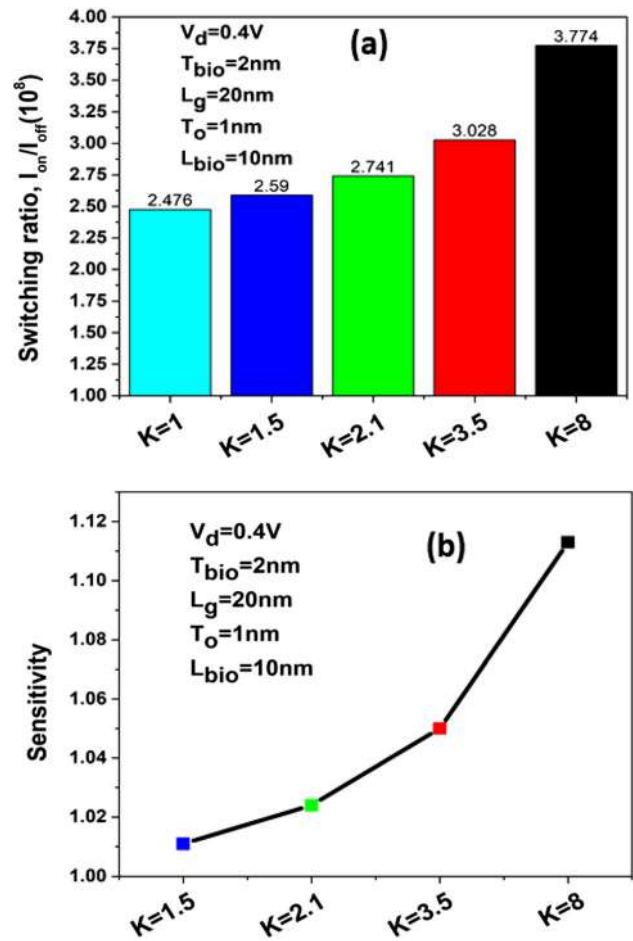 (a)
V_d=0.4V
T_bio=2nm
L_g=20nm
T_o=1nm
L_bio=10nm
Switching ratio, I_on/I_off(10^8)
4.00
3.75
3.50
3.25
3.00
2.75
2.50
2.25
2.00
1.75
1.50
1.25
1.00
2.476
2.59
2.741
3.028
3.774
K=1
K=1.5
K=2.1
K=3.5
K=8
(b)
V_d=0.4V
T_bio=2nm
L_g=20nm
T_o=1nm
L_bio=10nm
Sensitivity
1.12
1.10
1.08
1.06
1.04
1.02
1.00
K=1.5
K=2.1
K=3.5
K=8